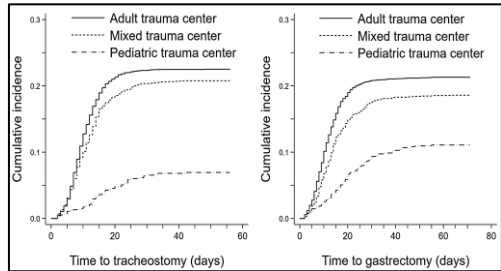 Adult trauma center
Mixed trauma center
Pediatric trauma center
Cumulative incidence
0.3
0.2
0.1
0.0
0 20 40 60
Time to tracheostomy (days)
Adult trauma center
Mixed trauma center
Pediatric trauma center
Cumulative incidence
0.3
0.2
0.1
0.0
0 20 40 60 80
Time to gastrectomy (days)